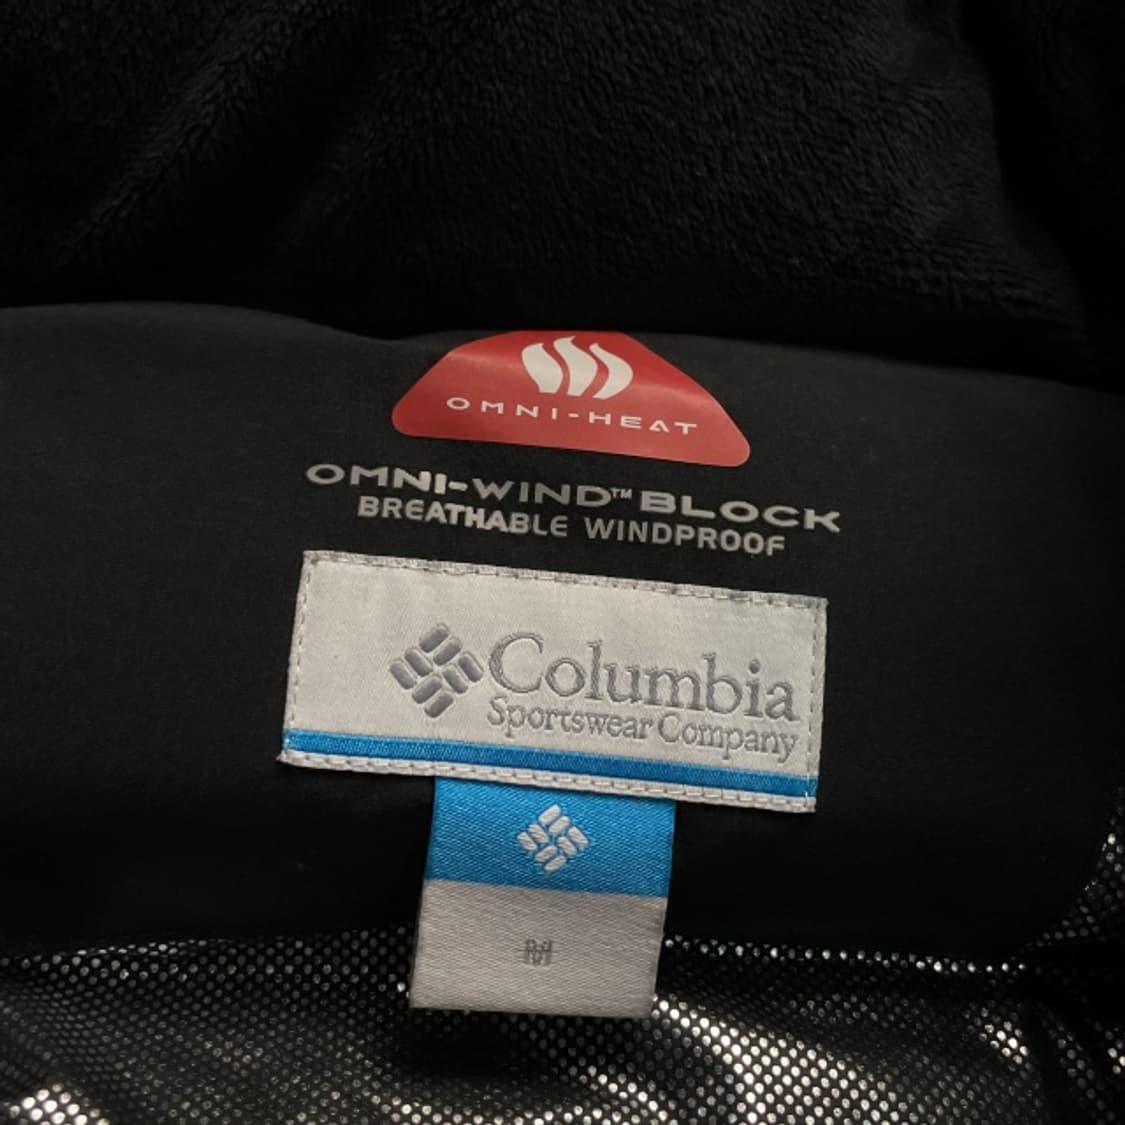 OMNI-HEAT
OMNI-WIND™ BLOCK
BREATHABLE WINDPROOF
Columbia
Sportswear Company
M